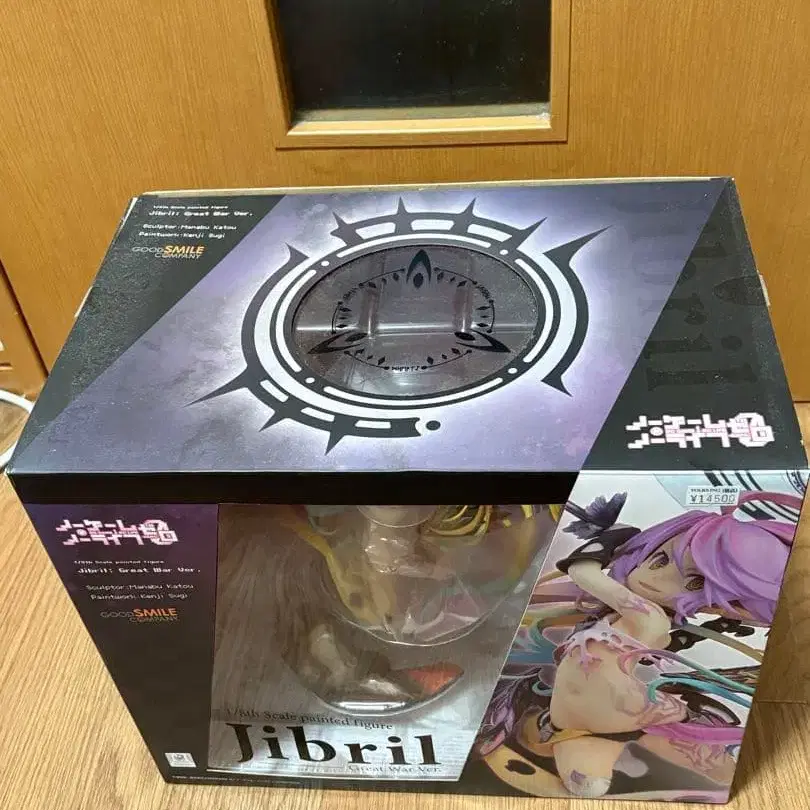 1/8th Scale painted figure
Jibril: Great War Ver.
Sculptor:Manabu Katou
Paintwork:Kenji Sugi
GOOD SMILE
COMPANY
bril
¥14500
1/8th Scale painted figure
Jibril: Great War Ver.
Sculptor:Manabu Katou
Paintwork:Kenji Sugi
GOOD SMILE
COMPANY
1/8th Scale painted figure
Jibril
Great War Ver.